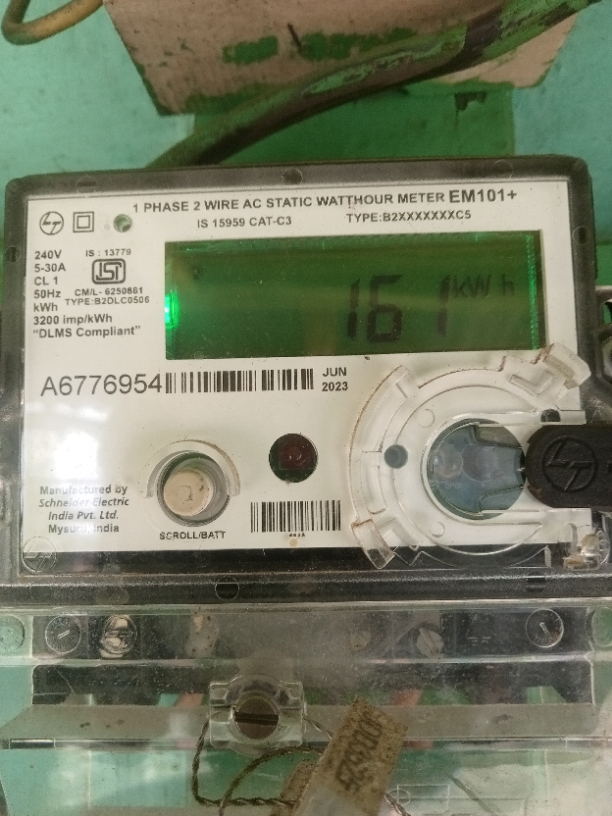 1 PHASE 2 WIRE AC STATIC WATTHOUR METER EM101+
IS 15959 CAT-C3 TYPE:B2XXXXXXXC5
240V IS : 13779
5-30A
CL 1
50Hz CM/L- 6250861
kWh TYPE:B2DLC0506
3200 imp/kWh
"DLMS Compliant"
161 kWh
A6776954 JUN
2023
Manufactured by
Schneider Electric
India Pvt. Ltd.
Mysuru, India
SCROLL/BATT